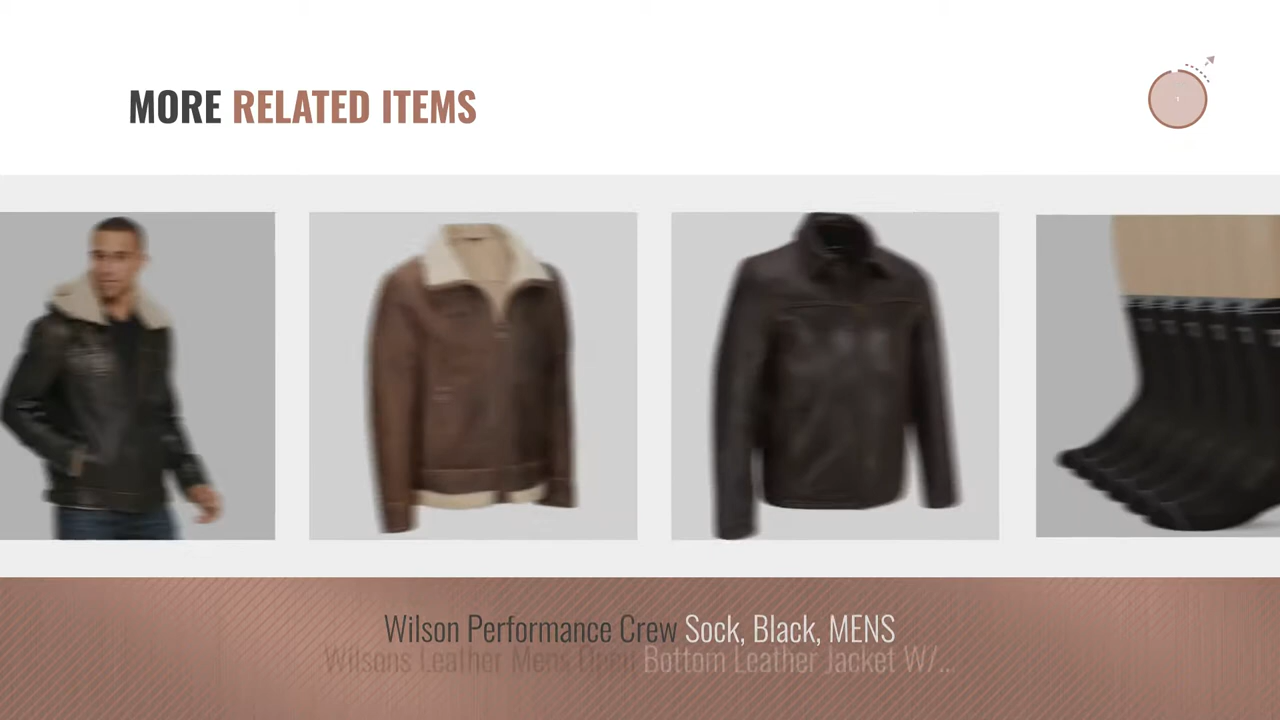 MORE RELATED ITEMS
Wilson Performance Crew Sock, Black, MENS
Wilsons Leather Mens Open Bottom Leather Jacket W/..